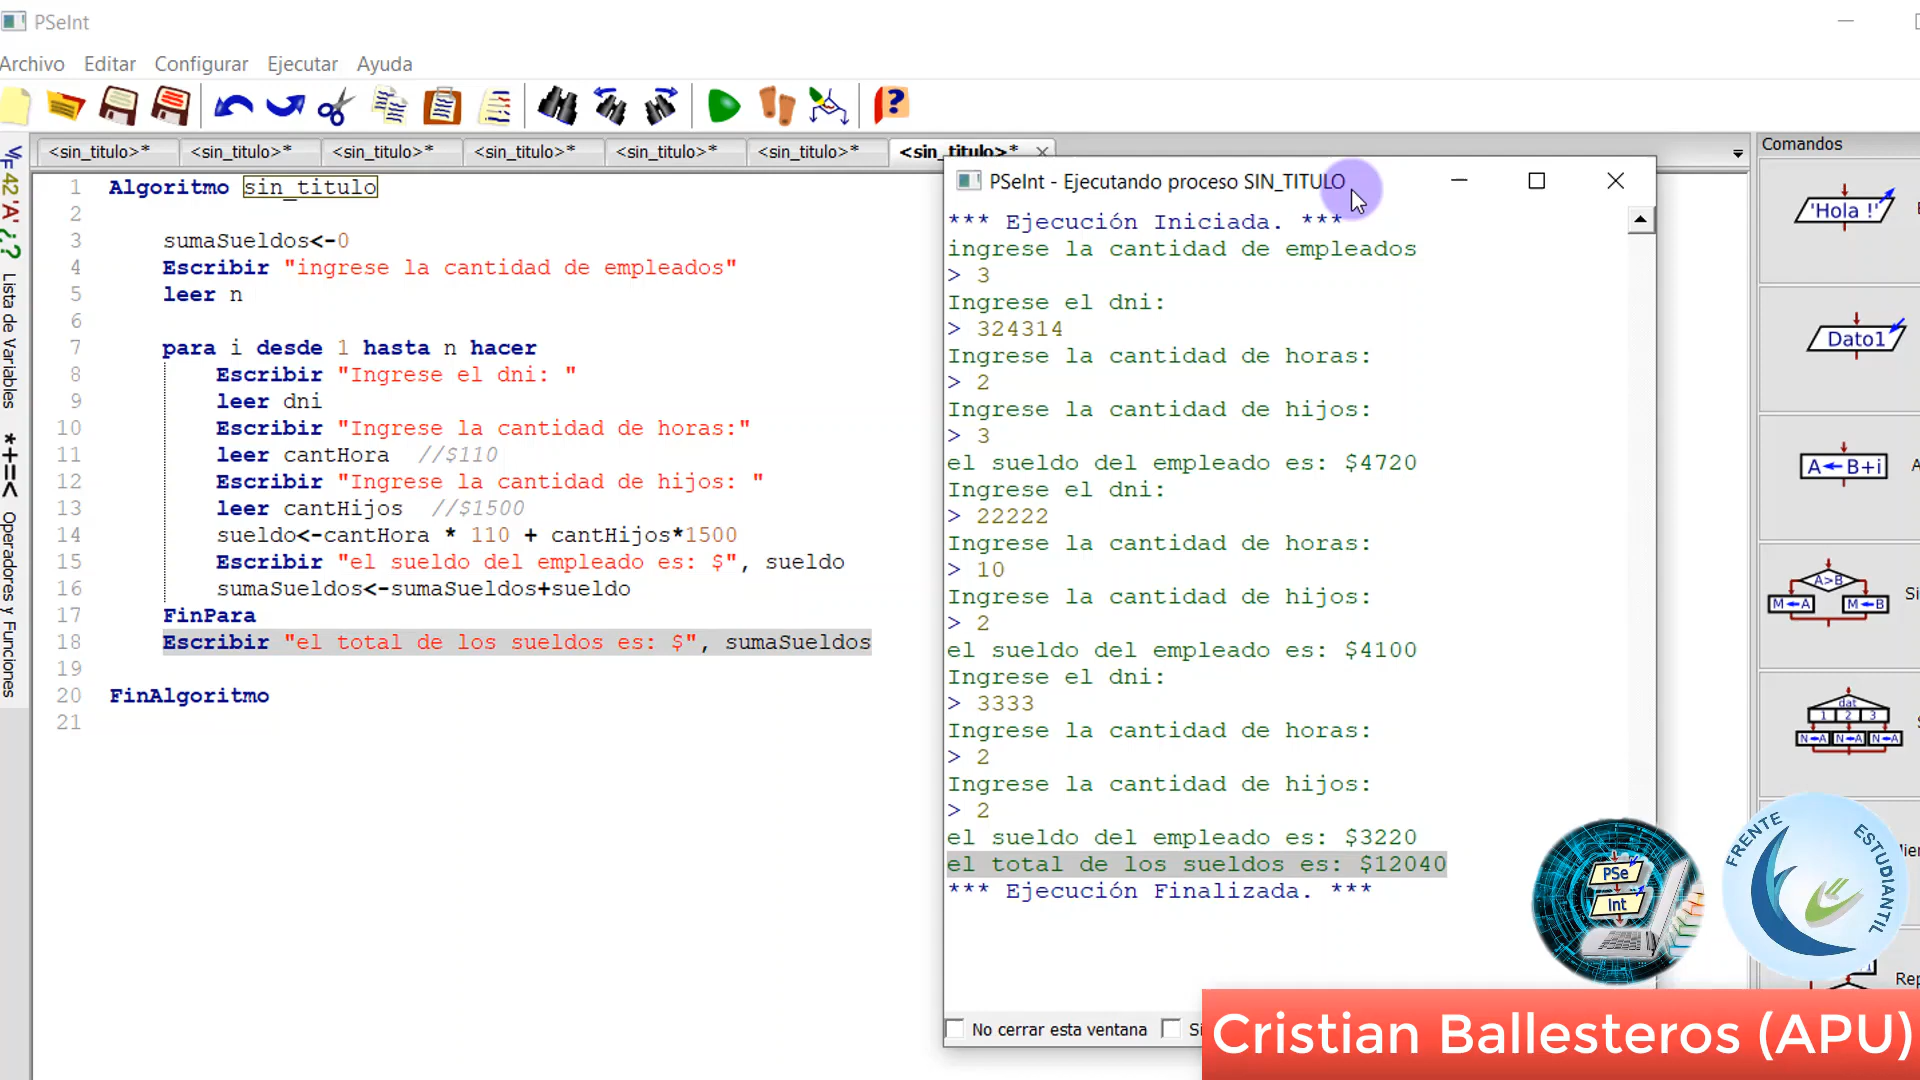 PSeInt
Archivo Editar Configurar Ejecutar Ayuda
<sin_titulo>* <sin_titulo>* <sin_titulo>* <sin_titulo>* <sin_titulo>* <sin_titulo>* <sin_titulo>*
Lista de Variables
*+=< Operadores y Funciones
1 Algoritmo sin_titulo
2
3 sumaSueldos<-0
4 Escribir "ingrese la cantidad de empleados"
5 leer n
6
7 para i desde 1 hasta n hacer
8 Escribir "Ingrese el dni: "
9 leer dni
10 Escribir "Ingrese la cantidad de horas:"
11 leer cantHora //$110
12 Escribir "Ingrese la cantidad de hijos: "
13 leer cantHijos //$1500
14 sueldo<-cantHora * 110 + cantHijos*1500
15 Escribir "el sueldo del empleado es: $", sueldo
16 sumaSueldos<-sumaSueldos+sueldo
17 FinPara
18 Escribir "el total de los sueldos es: $", sumaSueldos
19
20 FinAlgoritmo
21
PSeInt - Ejecutando proceso SIN_TITULO
*** Ejecución Iniciada. ***
ingrese la cantidad de empleados
> 3
Ingrese el dni:
> 324314
Ingrese la cantidad de horas:
> 2
Ingrese la cantidad de hijos:
> 3
el sueldo del empleado es: $4720
Ingrese el dni:
> 22222
Ingrese la cantidad de horas:
> 10
Ingrese la cantidad de hijos:
> 2
el sueldo del empleado es: $4100
Ingrese el dni:
> 3333
Ingrese la cantidad de horas:
> 2
Ingrese la cantidad de hijos:
> 2
el sueldo del empleado es: $3220
el total de los sueldos es: $12040
*** Ejecución Finalizada. ***
No cerrar esta ventana
Comandos
'Hola !'
Dato1
A←B+i
A>B
M←A M←A
dat
1 2 3
N←A N←A N←A
PSe
Int
FRENTE ESTUDIANTIL
Cristian Ballesteros (APU)